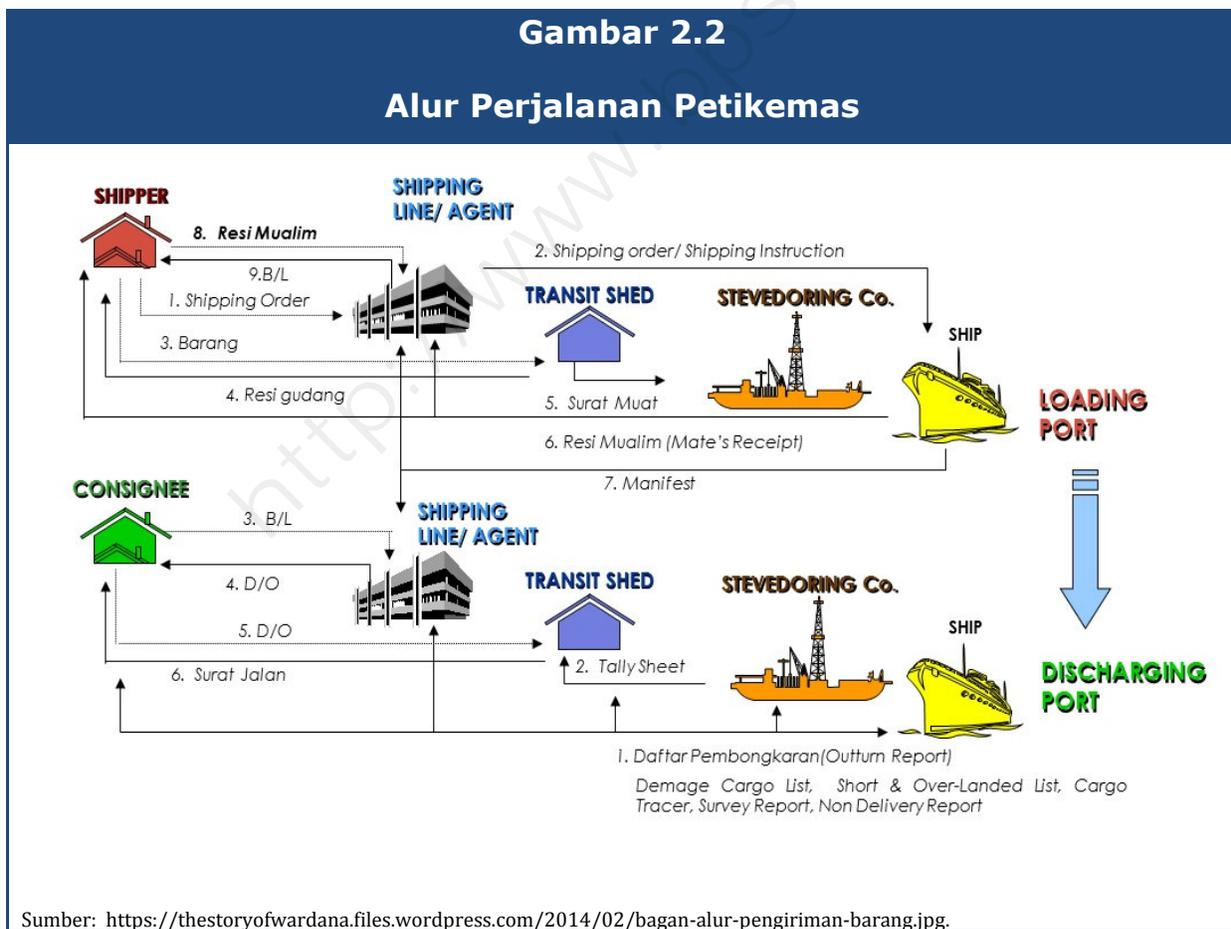 Gambar 2.2
Alur Perjalanan Petikemas
SHIPPER
SHIPPING
LINE/ AGENT
8. Resi Mualim
9.B/L
1. Shipping Order
2. Shipping order/ Shipping Instruction
TRANSIT SHED
STEVEDORING Co.
SHIP
3. Barang
4. Resi gudang
5. Surat Muat
LOADING
PORT
6. Resi Mualim (Mate's Receipt)
7. Manifest
CONSIGNEE
3. B/L
SHIPPING
LINE/ AGENT
4. D/O
TRANSIT SHED
STEVEDORING Co.
SHIP
5. D/O
6. Surat Jalan
2. Tally Sheet
DISCHARGING
PORT
1. Daftar Pembongkaran(Outturn Report)
Demage Cargo List, Short & Over-Landed List, Cargo
Tracer, Survey Report, Non Delivery Report
Sumber: https://thestoryofwardana.files.wordpress.com/2014/02/bagan-alur-pengiriman-barang.jpg.
http://www.bps